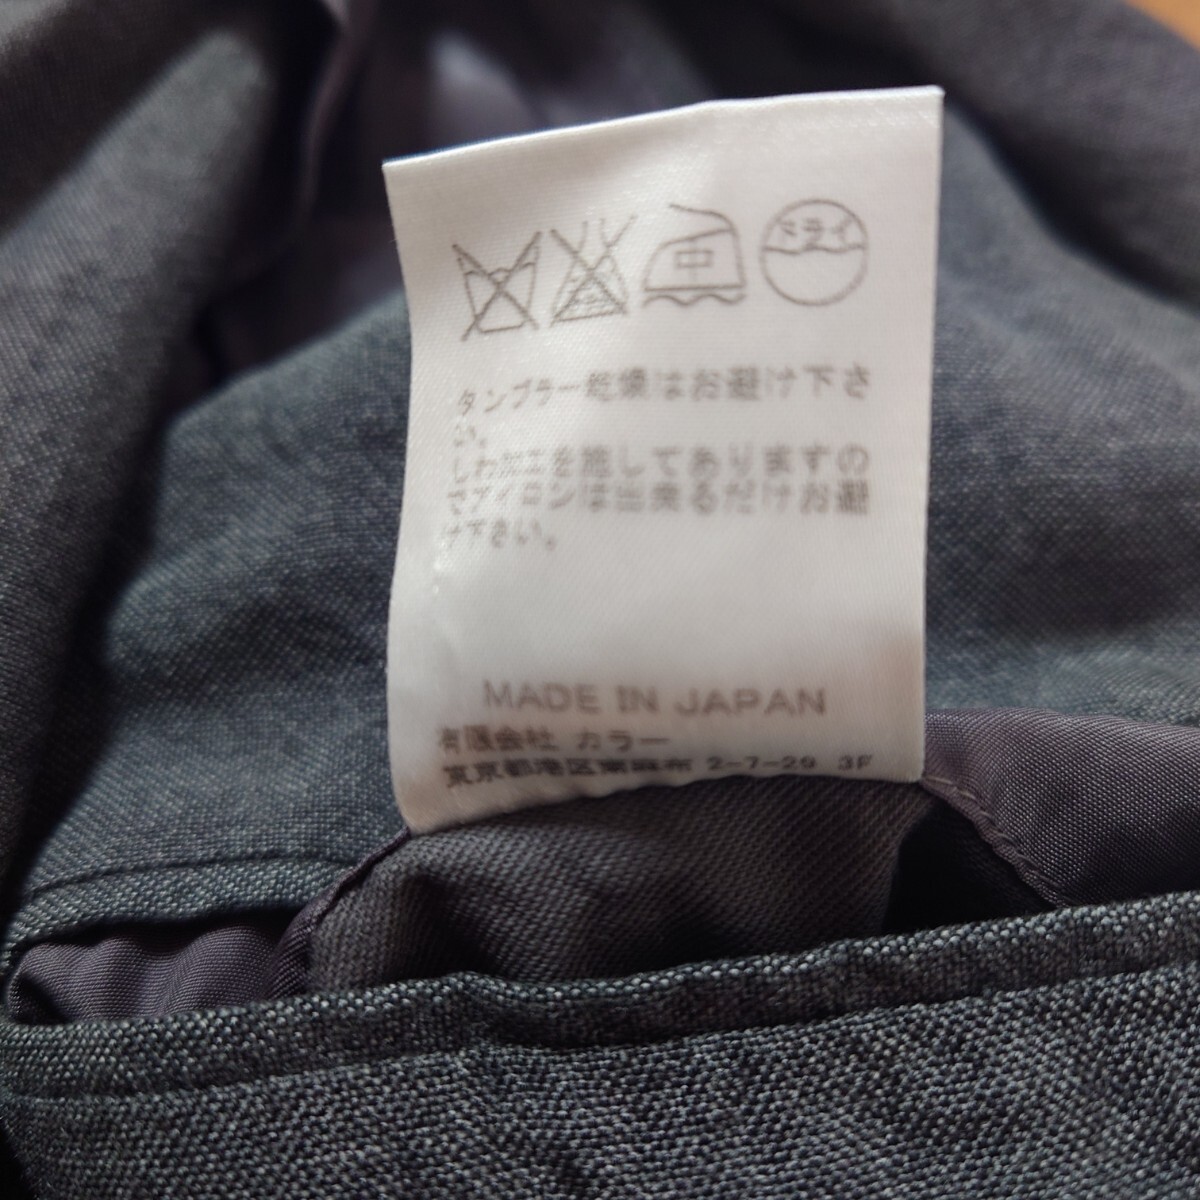 中 ドライ
タンブラー乾燥はお避け下さ
い。
しわ加工を施してありますの
でアイロンは出来るだけお避
け下さい。
MADE IN JAPAN
有限会社 カラー
東京都港区南麻布 2-7-29 3F